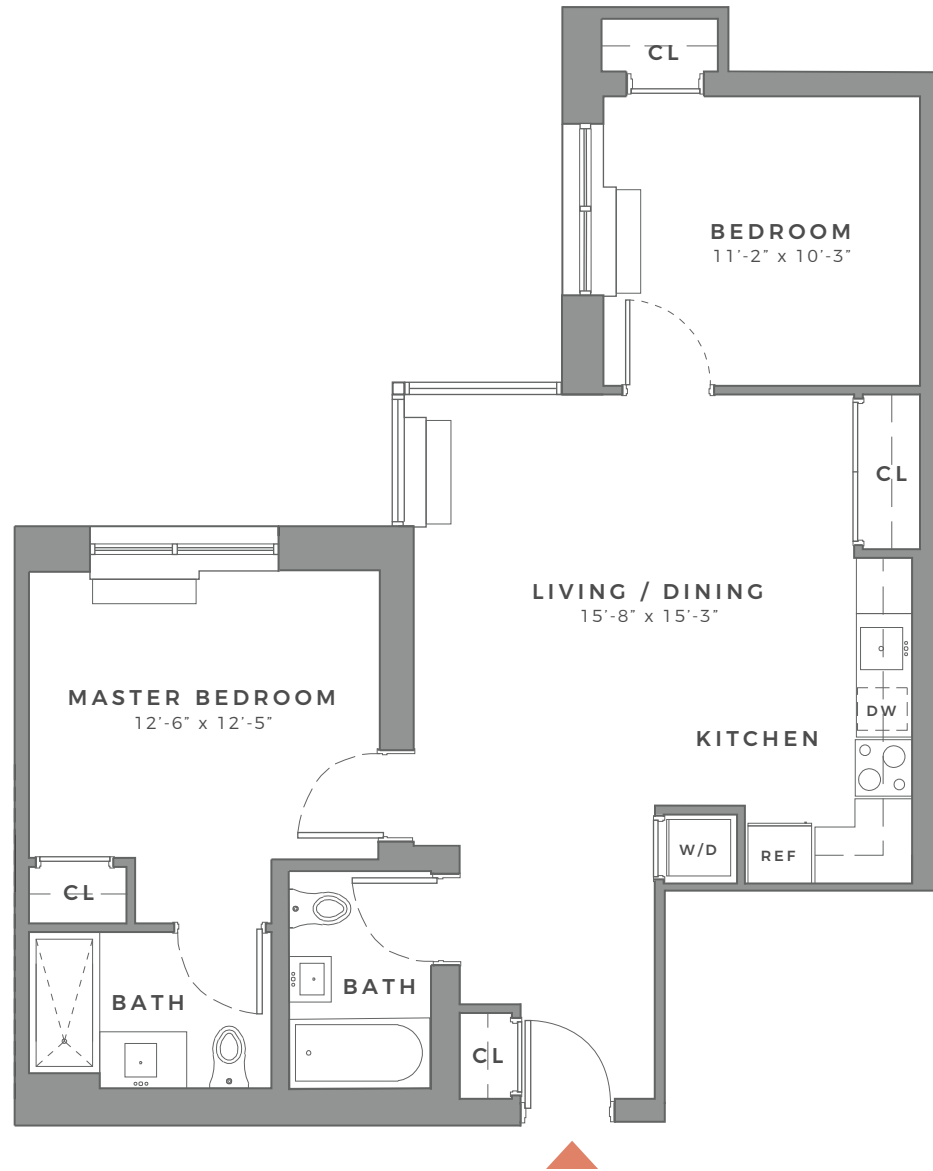 CL
BEDROOM
11’-2” x 10’-3”
CL
LIVING / DINING
15’-8” x 15’-3”
MASTER BEDROOM
12’-6” x 12’-5”
DW
KITCHEN
W/D
REF
CL
BATH
BATH
CL